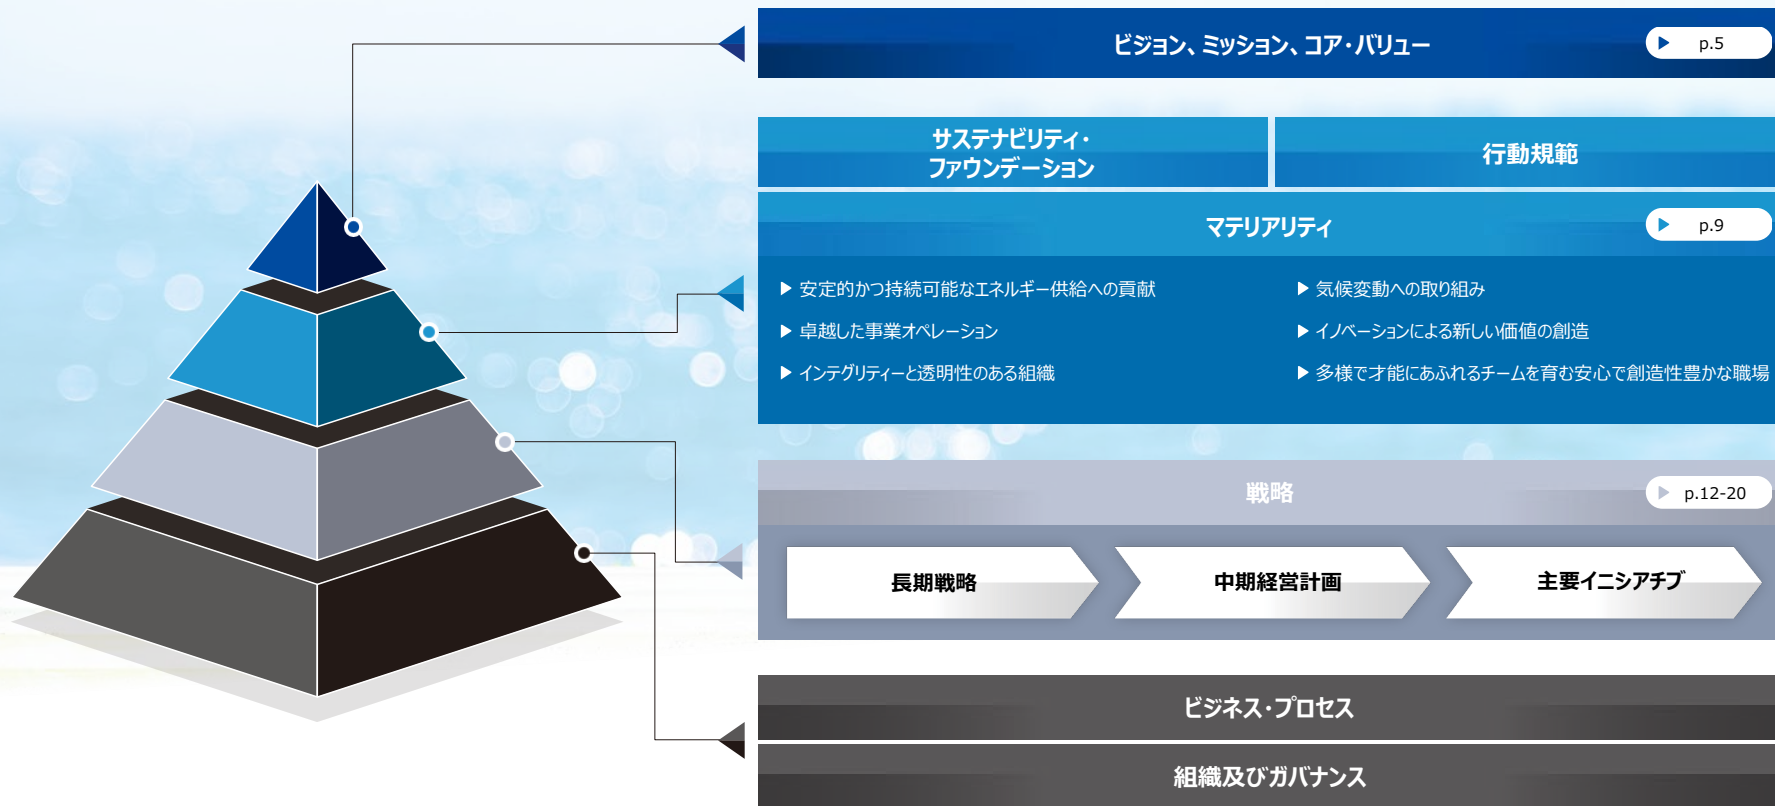 ビジョン、ミッション、コア・バリュー
p.5
サステナビリティ・
ファウンデーション
行動規範
マテリアリティ
p.9
安定的かつ持続可能なエネルギー供給への貢献
気候変動への取り組み
卓越した事業オペレーション
イノベーションによる新しい価値の創造
インテグリティーと透明性のある組織
多様で才能にあふれるチームを育む安心で創造性豊かな職場
戦略
p.12-20
長期戦略
中期経営計画
主要イニシアチブ
ビジネス・プロセス
組織及びガバナンス